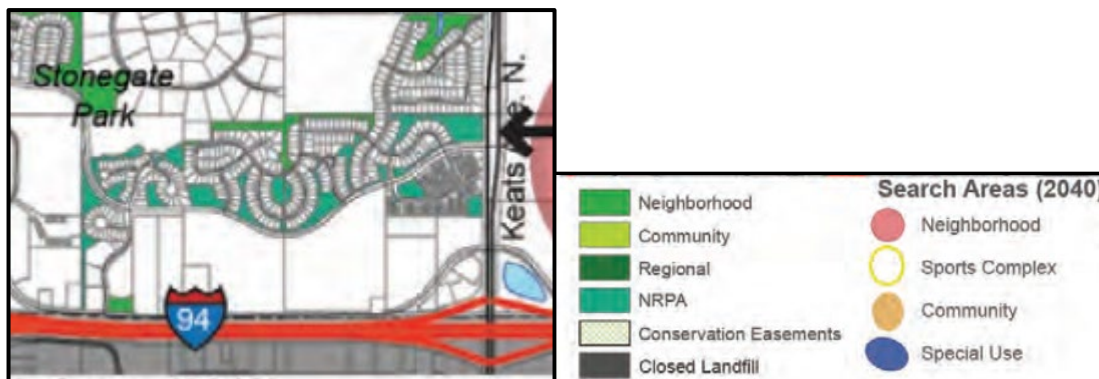 Stonegate
Park
Keats Ave. N.
94
Neighborhood
Community
Regional
NRPA
Conservation Easements
Closed Landfill
Search Areas (2040)
Neighborhood
Sports Complex
Community
Special Use